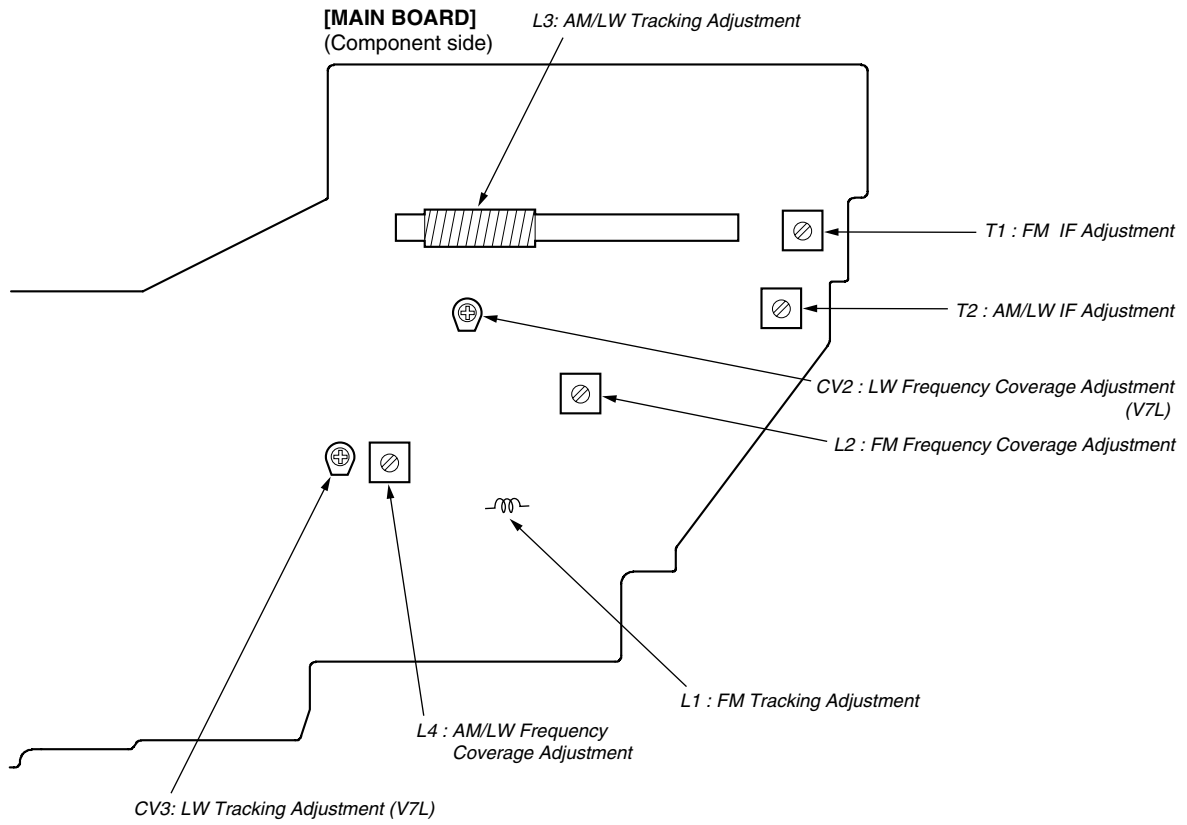 [MAIN BOARD]
(Component side)
L3: AM/LW Tracking Adjustment
T1 : FM IF Adjustment
T2 : AM/LW IF Adjustment
CV2 : LW Frequency Coverage Adjustment
(V7L)
L2 : FM Frequency Coverage Adjustment
L1 : FM Tracking Adjustment
L4 : AM/LW Frequency
Coverage Adjustment
CV3: LW Tracking Adjustment (V7L)